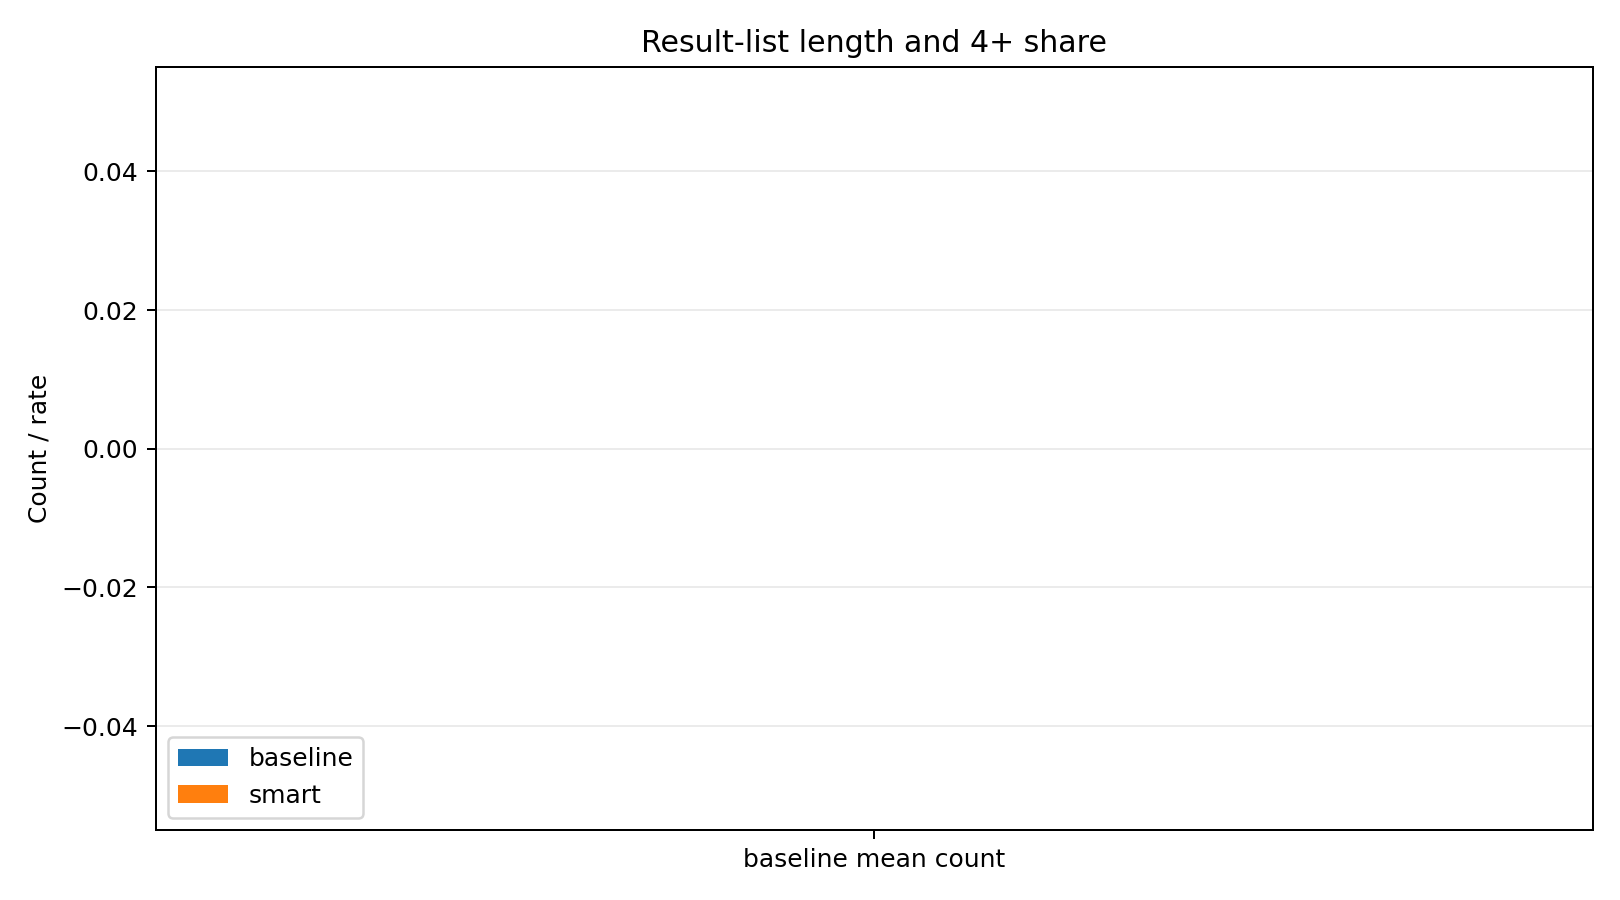 Result-list length and 4+ share
Count / rate
0.04
0.02
0.00
−0.02
−0.04
baseline
smart
baseline mean count